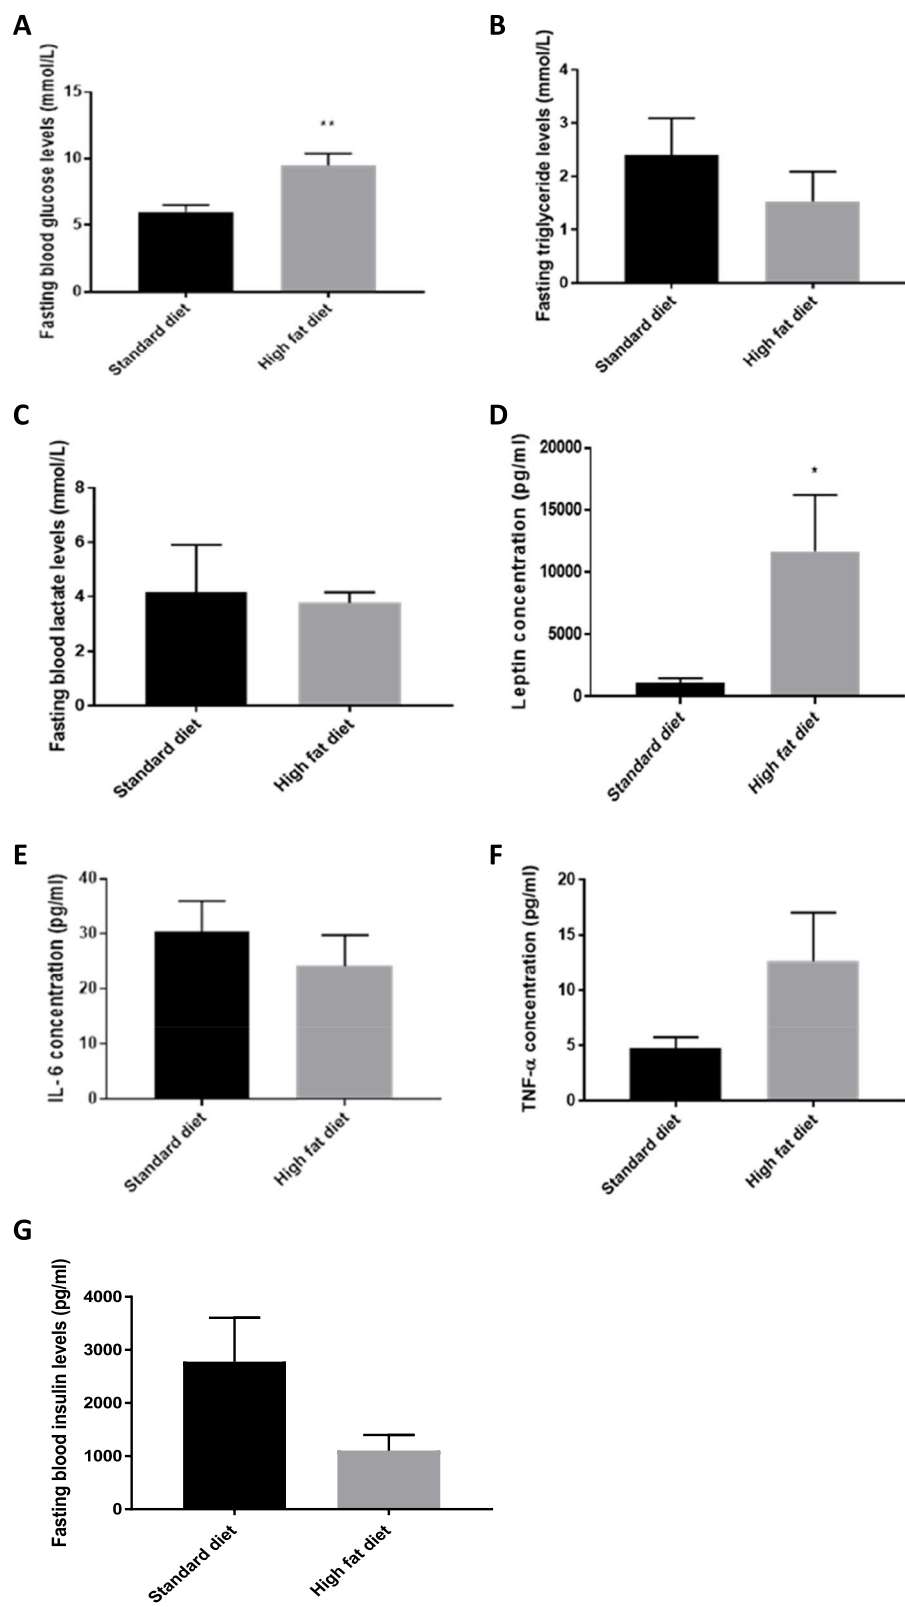 A
Fasting blood glucose levels (mmol/L)
15
10
5
0
**
Standard diet
High fat diet
B
Fasting triglyceride levels (mmol/L)
4
3
2
1
0
Standard diet
High fat diet
C
Fasting blood lactate levels (mmol/L)
8
6
4
2
0
Standard diet
High fat diet
D
Leptin concentration (pg/ml)
20000
15000
10000
5000
0
*
Standard diet
High fat diet
E
IL-6 concentration (pg/ml)
40
30
20
10
0
Standard diet
High fat diet
F
TNF-α concentration (pg/ml)
20
15
10
5
0
Standard diet
High fat diet
G
Fasting blood insulin levels (pg/ml)
4000
3000
2000
1000
0
Standard diet
High fat diet